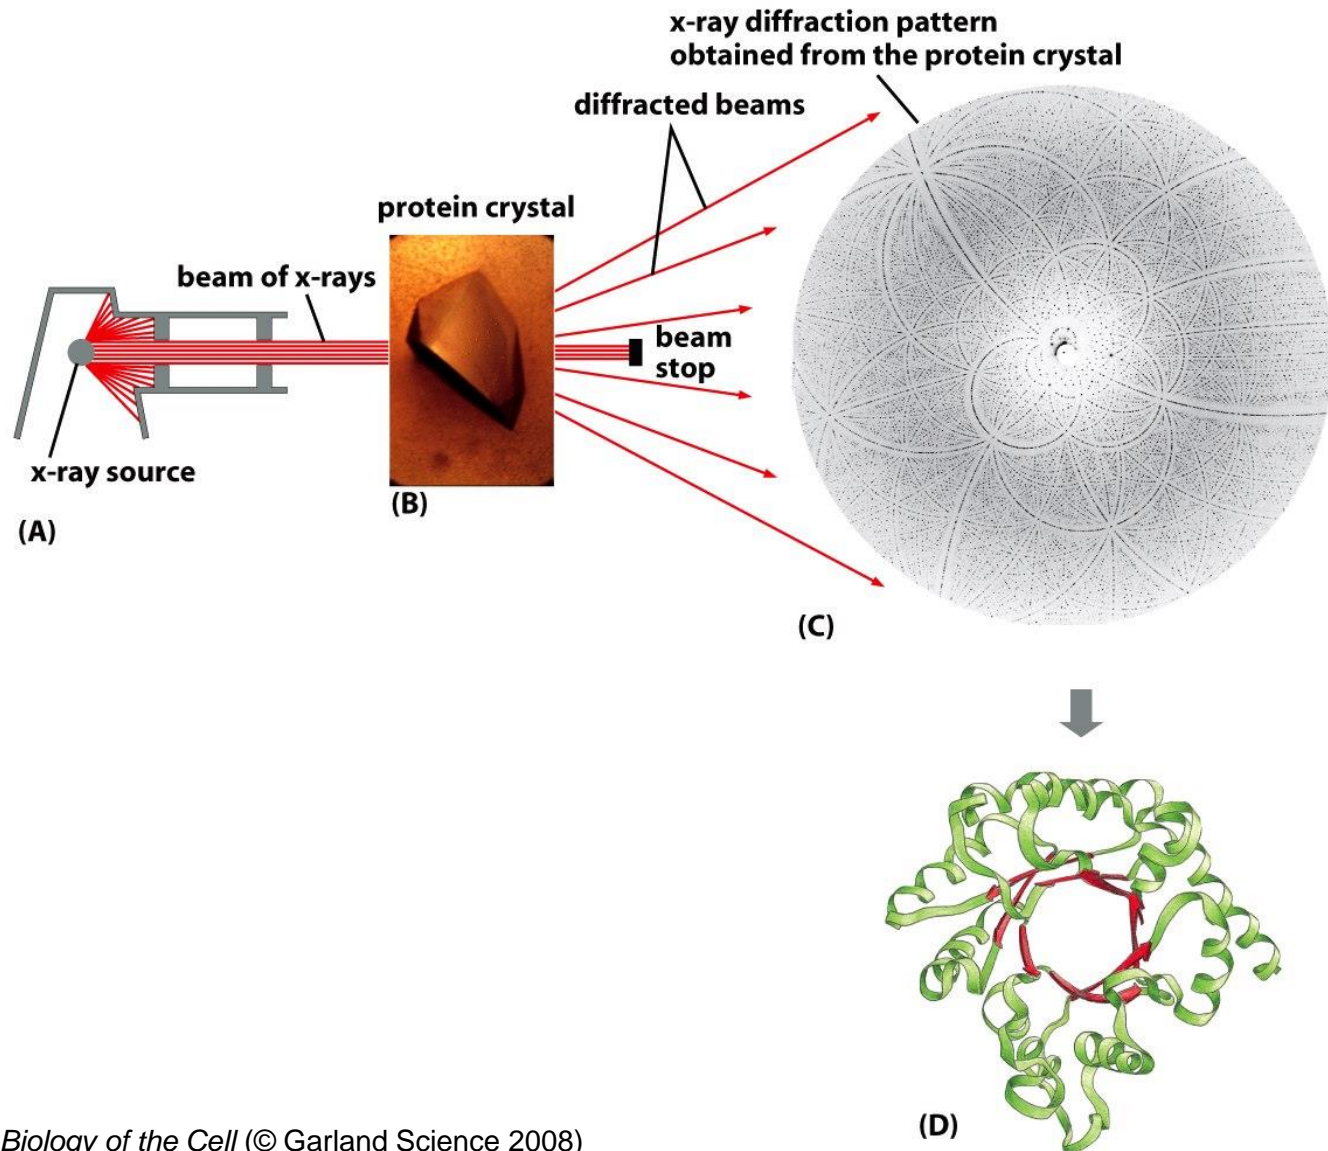 x-ray diffraction pattern
obtained from the protein crystal
diffracted beams
protein crystal
beam of x-rays
beam
stop
x-ray source
(A)
(B)
(C)
(D)
Biology of the Cell (© Garland Science 2008)